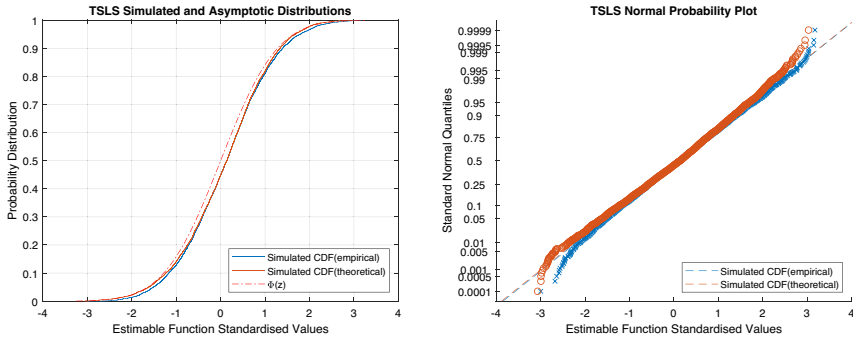 TSLS Simulated and Asymptotic Distributions
1
0.9
0.8
0.7
0.6
0.5
0.4
0.3
0.2
0.1
0
Probability Distribution
Simulated CDF(empirical)
Simulated CDF(theoretical)
Φ(z)
-4 -3 -2 -1 0 1 2 3 4
Estimable Function Standardised Values
TSLS Normal Probability Plot
0.9999
0.9995
0.999
0.995
0.99
0.95
0.9
0.75
0.5
0.25
0.1
0.05
0.01
0.005
0.001
0.0005
0.0001
Standard Normal Quantiles
Simulated CDF(empirical)
Simulated CDF(theoretical)
-4 -3 -2 -1 0 1 2 3 4
Estimable Function Standardised Values